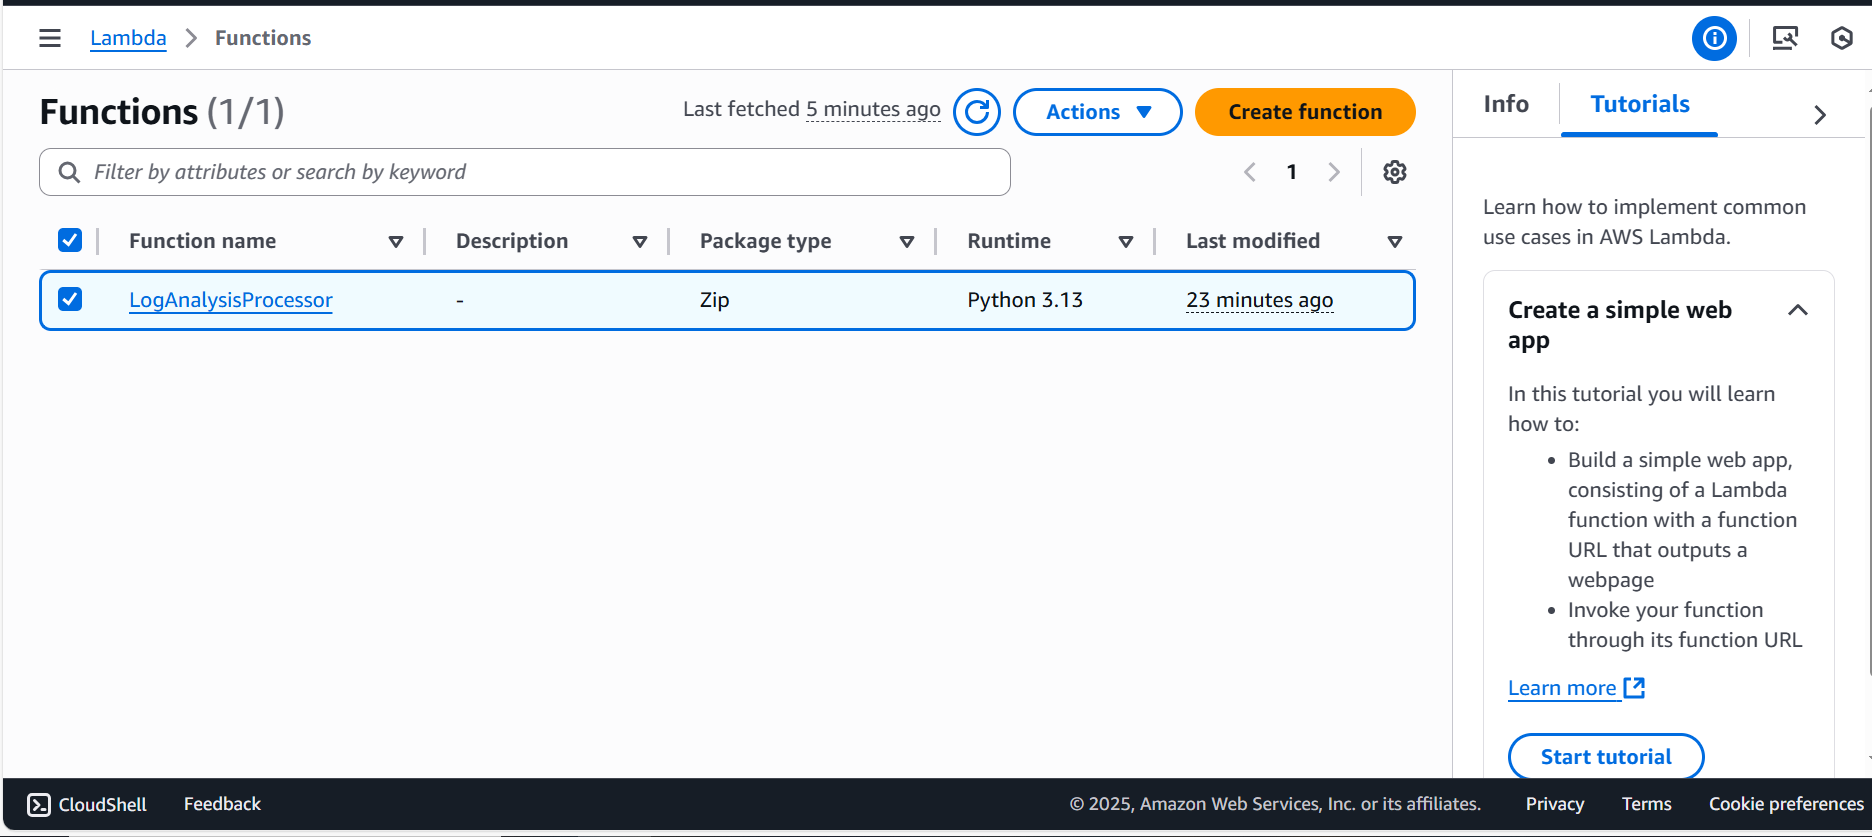 Lambda > Functions
Functions (1/1)
Last fetched 5 minutes ago
Actions
Create function
Filter by attributes or search by keyword
1
Function name Description Package type Runtime Last modified
LogAnalysisProcessor - Zip Python 3.13 23 minutes ago
Info Tutorials
Learn how to implement common
use cases in AWS Lambda.
Create a simple web
app
In this tutorial you will learn
how to:
• Build a simple web app,
consisting of a Lambda
function with a function
URL that outputs a
webpage
• Invoke your function
through its function URL
Learn more
Start tutorial
CloudShell Feedback © 2025, Amazon Web Services, Inc. or its affiliates. Privacy Terms Cookie preferences